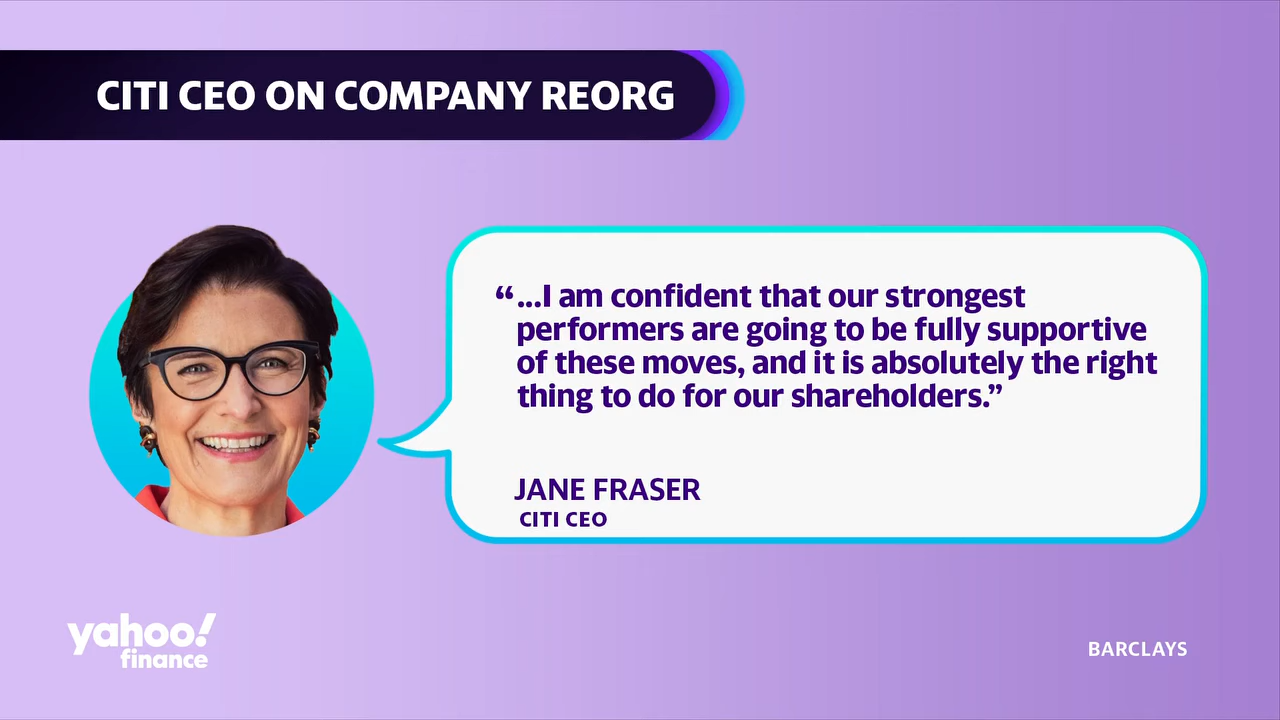 CITI CEO ON COMPANY REORG
“...I am confident that our strongest
performers are going to be fully supportive
of these moves, and it is absolutely the right
thing to do for our shareholders.”
JANE FRASER
CITI CEO
yahoo!
finance
BARCLAYS